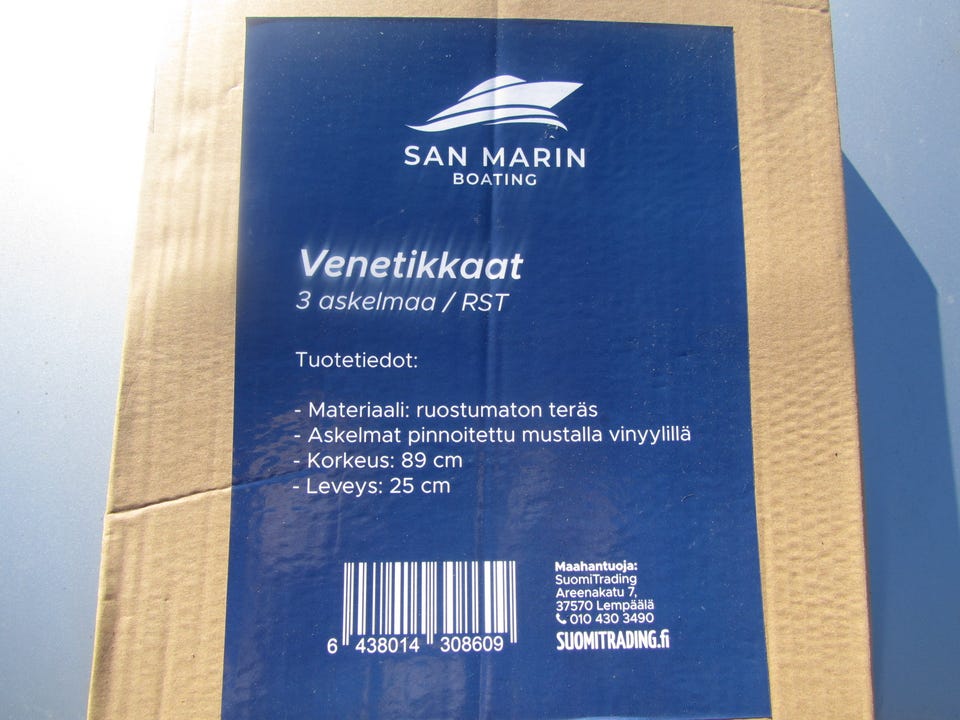 SAN MARIN
BOATING
Venetikkaat
3 askelmaa / RST
Tuotetiedot:
- Materiaali: ruostumaton teräs
- Askelmat pinnoitettu mustalla vinyylillä
- Korkeus: 89 cm
- Leveys: 25 cm
6 438014 308609
Maahantuoja:
SuomiTrading
Areenakatu 7,
37570 Lempäälä
010 430 3490
SUOMITRADING.fi